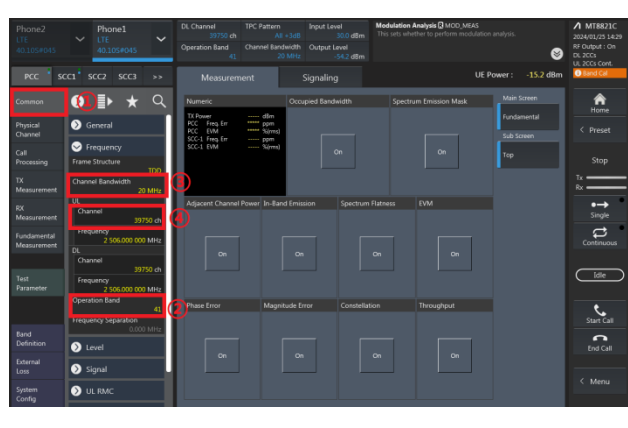 Phone2
LTE
40,105#045
Phone1
LTE
40,105#045
DL Channel
39750 ch
TPC Pattern
All +3dB
Input Level
30.0 dBm
Operation Band
41
Channel Bandwidth
20 MHz
Output Level
-54.2 dBm
Modulation Analysis MOD_MEAS
This sets whether to perform modulation analysis.
MT8821C
2024/01/25 14:29
RF Output : On
DL 2CCs
UL 2CCs Cont.
Band Cal
PCC
SCC1
SCC2
SCC3
>>
Measurement
Signaling
UE Power :
-15.2 dBm
Common
Physical
Channel
Call
Processing
TX
Measurement
RX
Measurement
Fundamental
Measurement
Test
Parameter
Band
Definition
External
Loss
System
Config
①
General
Frequency
Frame Structure
TDD
Channel Bandwidth
20 MHz
③
UL
Channel
39750 ch
④
Frequency
2 506.000 000 MHz
DL
Channel
39750 ch
Frequency
2 506.000 000 MHz
Operation Band
41
②
Frequency Separation
0.000 MHz
Level
Signal
UL RMC
Numeric
TX Power ----- dBm
PCC Freq. Err ----- ppm
PCC EVM ----- %(rms)
SCC-1 Freq. Err ----- ppm
SCC-1 EVM ----- %(rms)
Occupied Bandwidth
On
Spectrum Emission Mask
On
Adjacent Channel Power
On
In-Band Emission
On
Spectrum Flatness
On
EVM
On
Phase Error
On
Magnitude Error
On
Constellation
On
Throughput
On
Main Screen
Fundamental
Sub Screen
Top
Home
< Preset
Stop
Tx
Rx
Single
Continuous
Idle
Start Call
End Call
< Menu